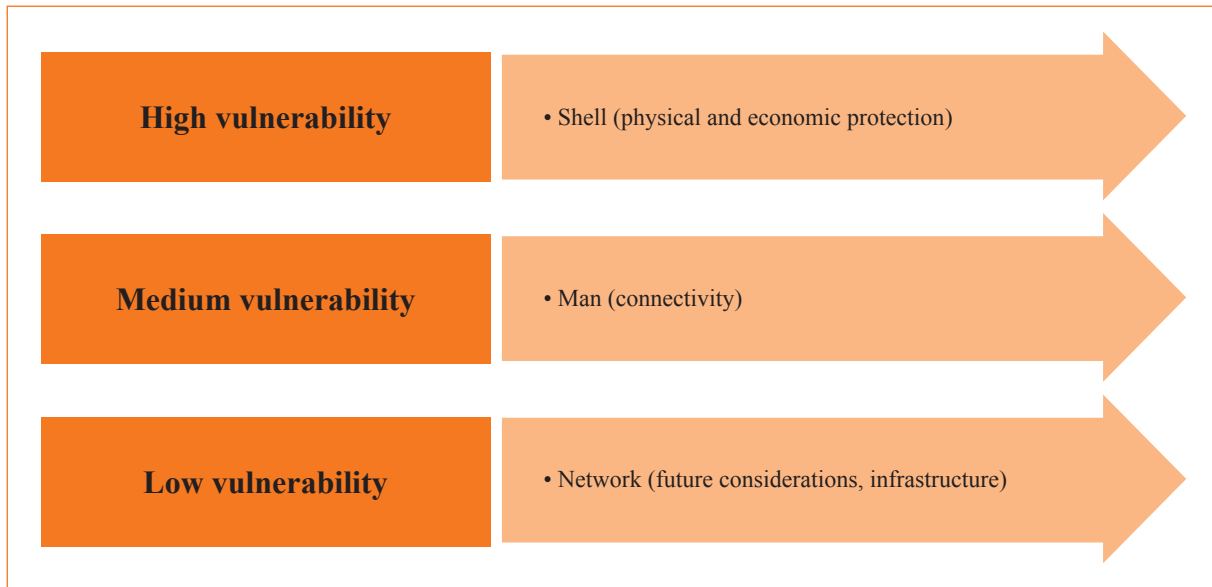 High vulnerability
• Shell (physical and economic protection)
Medium vulnerability
• Man (connectivity)
Low vulnerability
• Network (future considerations, infrastructure)